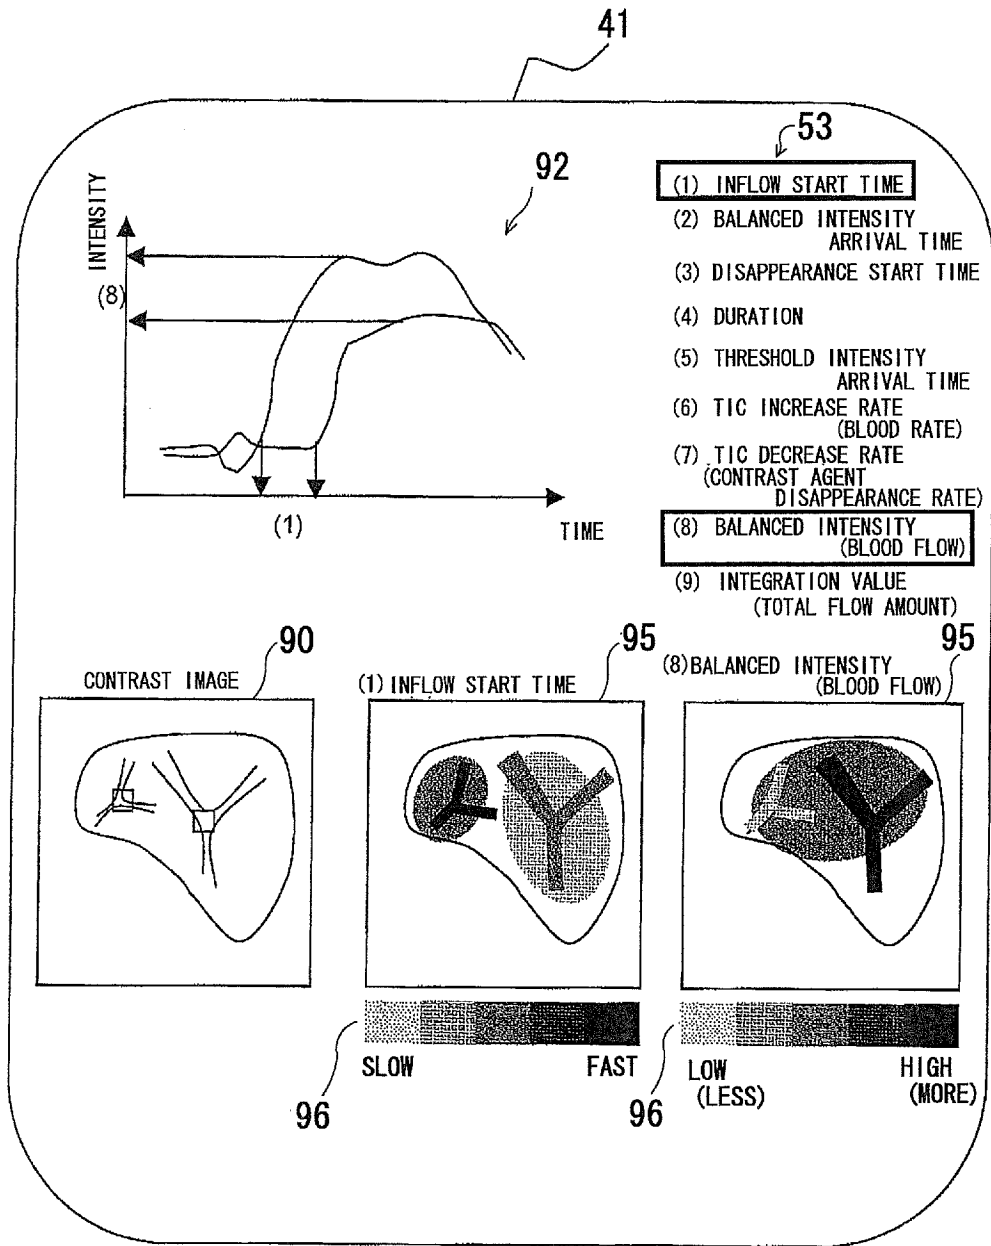 41
53
92
INTENSITY
(8)
(1)
TIME
(1) INFLOW START TIME
(2) BALANCED INTENSITY
ARRIVAL TIME
(3) DISAPPEARANCE START TIME
(4) DURATION
(5) THRESHOLD INTENSITY
ARRIVAL TIME
(6) TIC INCREASE RATE
(BLOOD RATE)
(7) TIC DECREASE RATE
(CONTRAST AGENT
DISAPPEARANCE RATE)
(8) BALANCED INTENSITY
(BLOOD FLOW)
(9) INTEGRATION VALUE
(TOTAL FLOW AMOUNT)
90
95
95
CONTRAST IMAGE
(1) INFLOW START TIME
(8) BALANCED INTENSITY
(BLOOD FLOW)
SLOW
FAST
LOW
(LESS)
HIGH
(MORE)
96
96